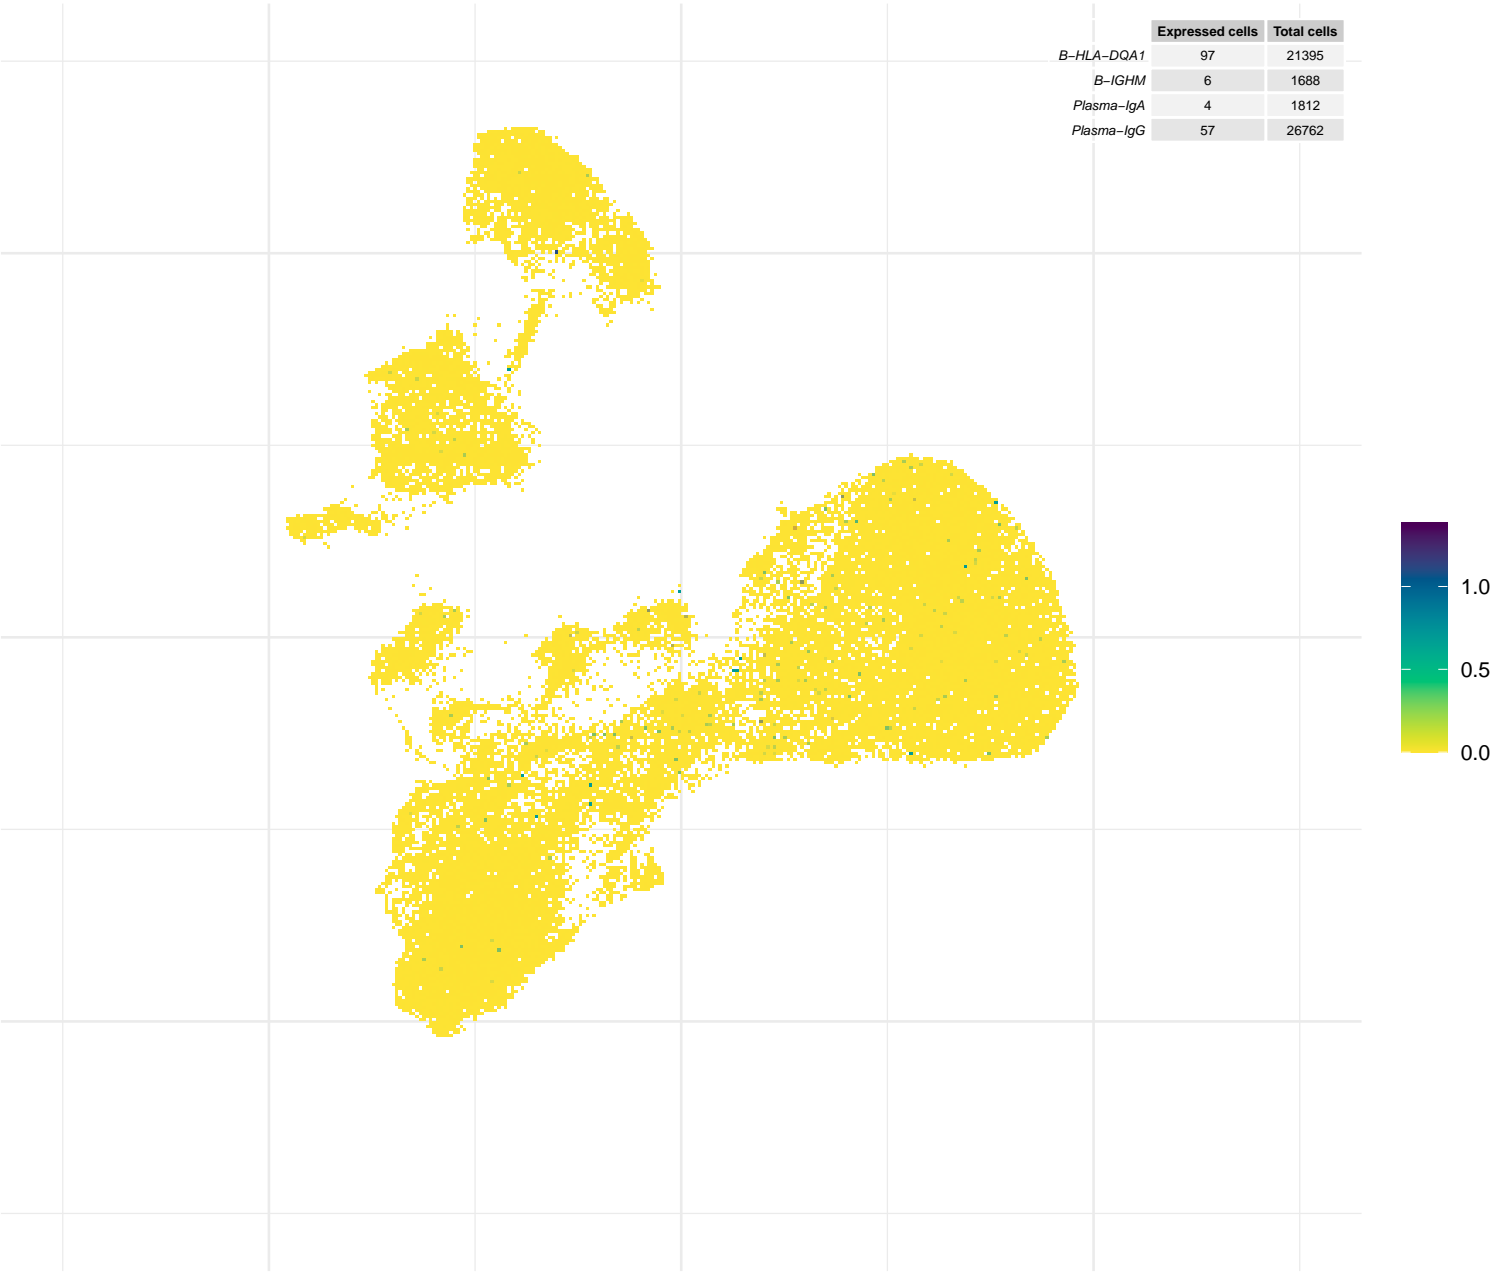 Expressed cells Total cells
B−HLA−DQA1 97 21395
B−IGHM 6 1688
Plasma−IgA 4 1812
Plasma−IgG 57 26762
1.0
0.5
0.0